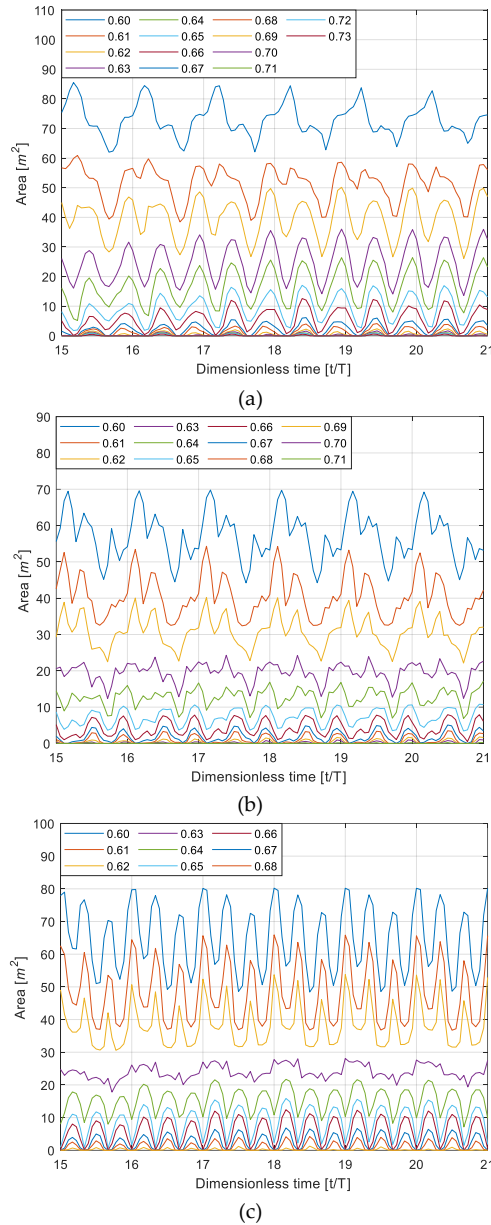 110
100
90
80
70
60
50
40
30
20
10
0
Area [m²]
0.60 0.64 0.68 0.72
0.61 0.65 0.69 0.73
0.62 0.66 0.70
0.63 0.67 0.71
15 16 17 18 19 20 21
Dimensionless time [t/T]
(a)
90
80
70
60
50
40
30
20
10
0
Area [m²]
0.60 0.63 0.66 0.69
0.61 0.64 0.67 0.70
0.62 0.65 0.68 0.71
15 16 17 18 19 20 21
Dimensionless time [t/T]
(b)
100
90
80
70
60
50
40
30
20
10
0
Area [m²]
0.60 0.63 0.66
0.61 0.64 0.67
0.62 0.65 0.68
15 16 17 18 19 20 21
Dimensionless time [t/T]
(c)